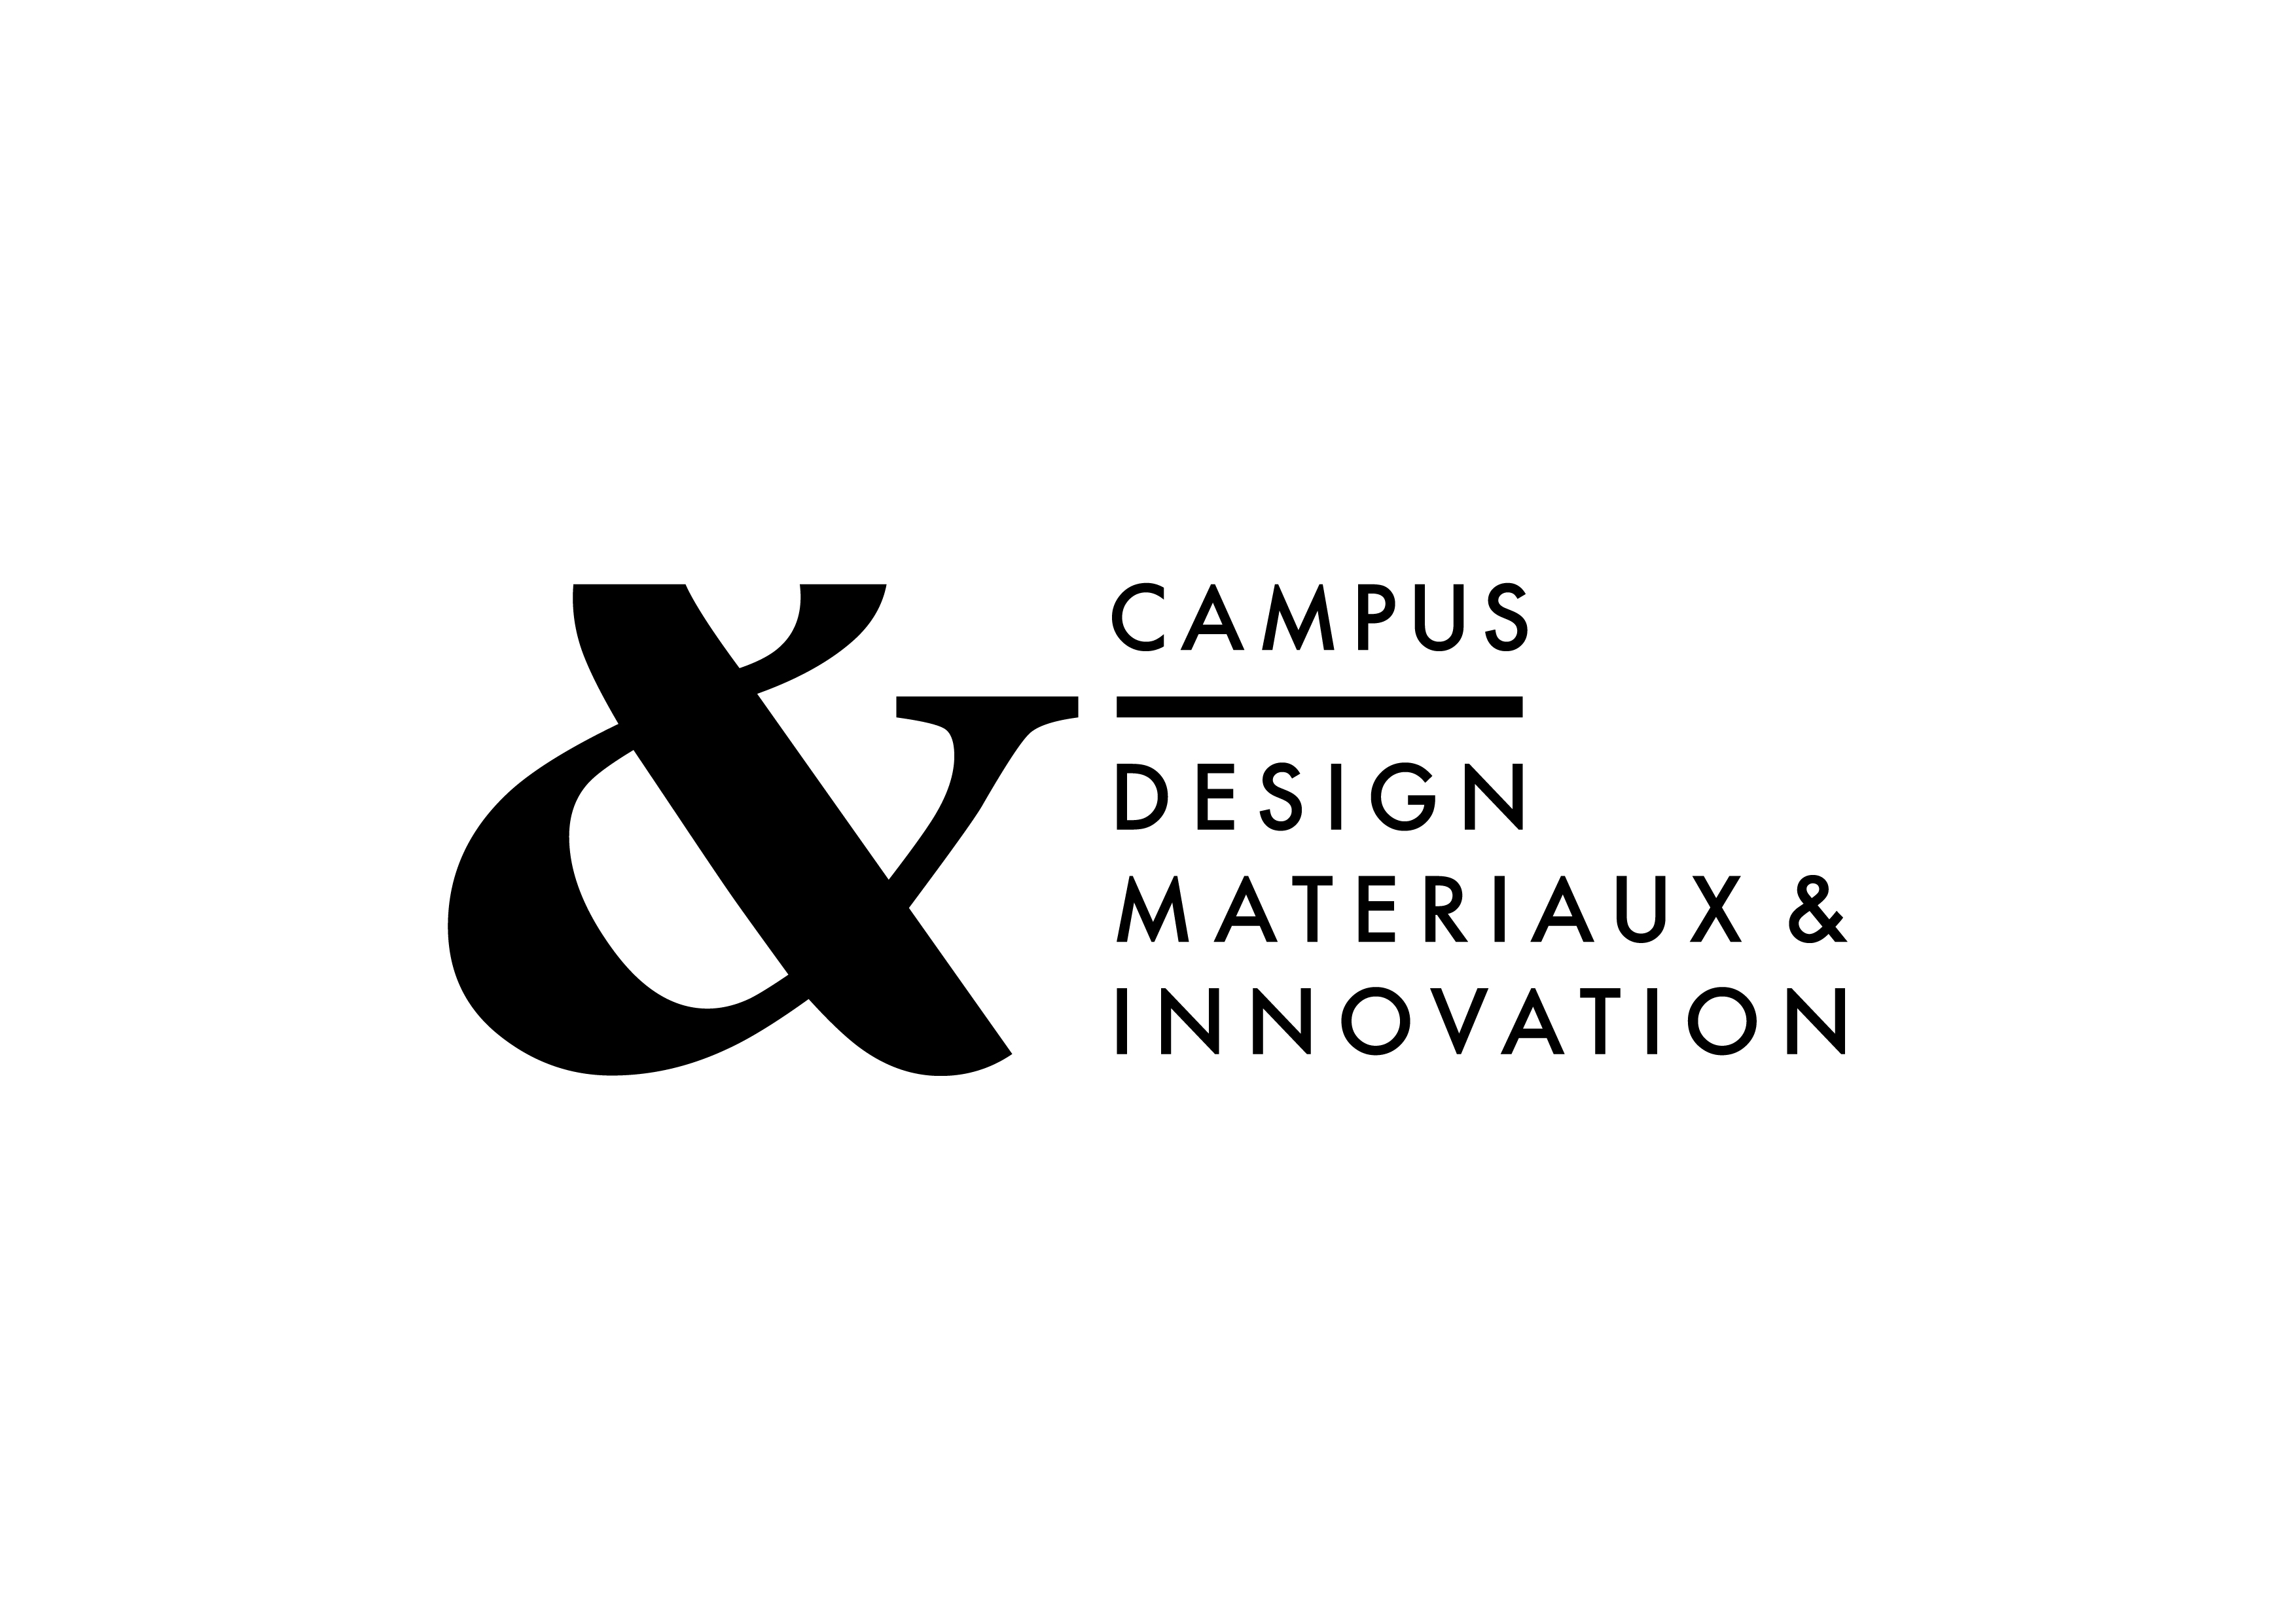 &
CAMPUS
DESIGN
MATERIAUX &
INNOVATION